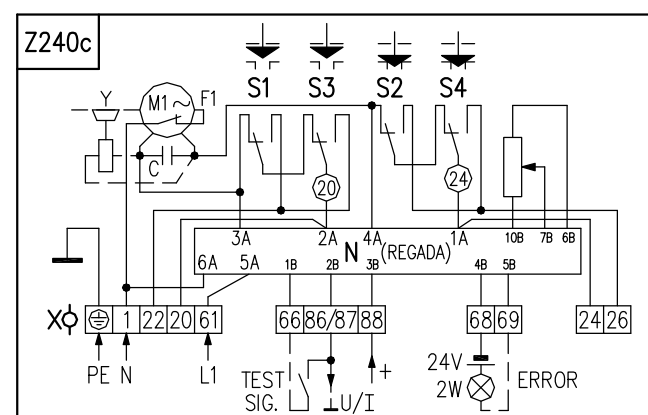 Z240c
S1 S3 S2 S4
Y M1~ F1
C
20 24
3A 2A 4A 1A 10B 7B 6B
N (REGADA)
6A 5A 1B 2B 3B 4B 5B
X 1 22 20 61 66 86/87 88 68 69 24 26
PE N L1 TEST SIG. U/I + 24V 2W ERROR